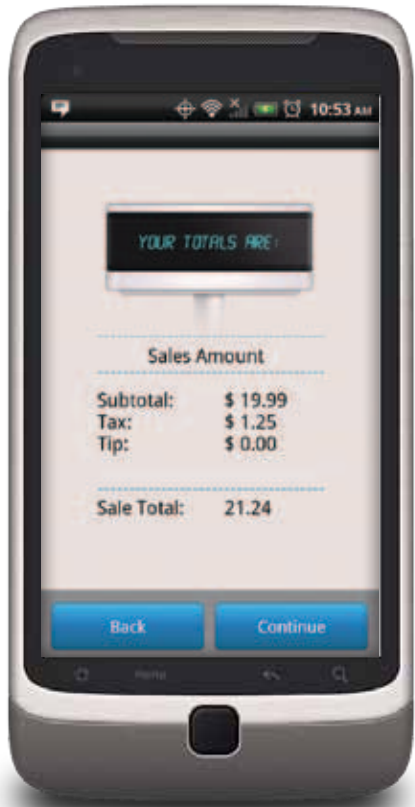 10:53 AM
YOUR TOTALS ARE:
Sales Amount
Subtotal: $ 19.99
Tax: $ 1.25
Tip: $ 0.00
Sale Total: 21.24
Back Continue
menu